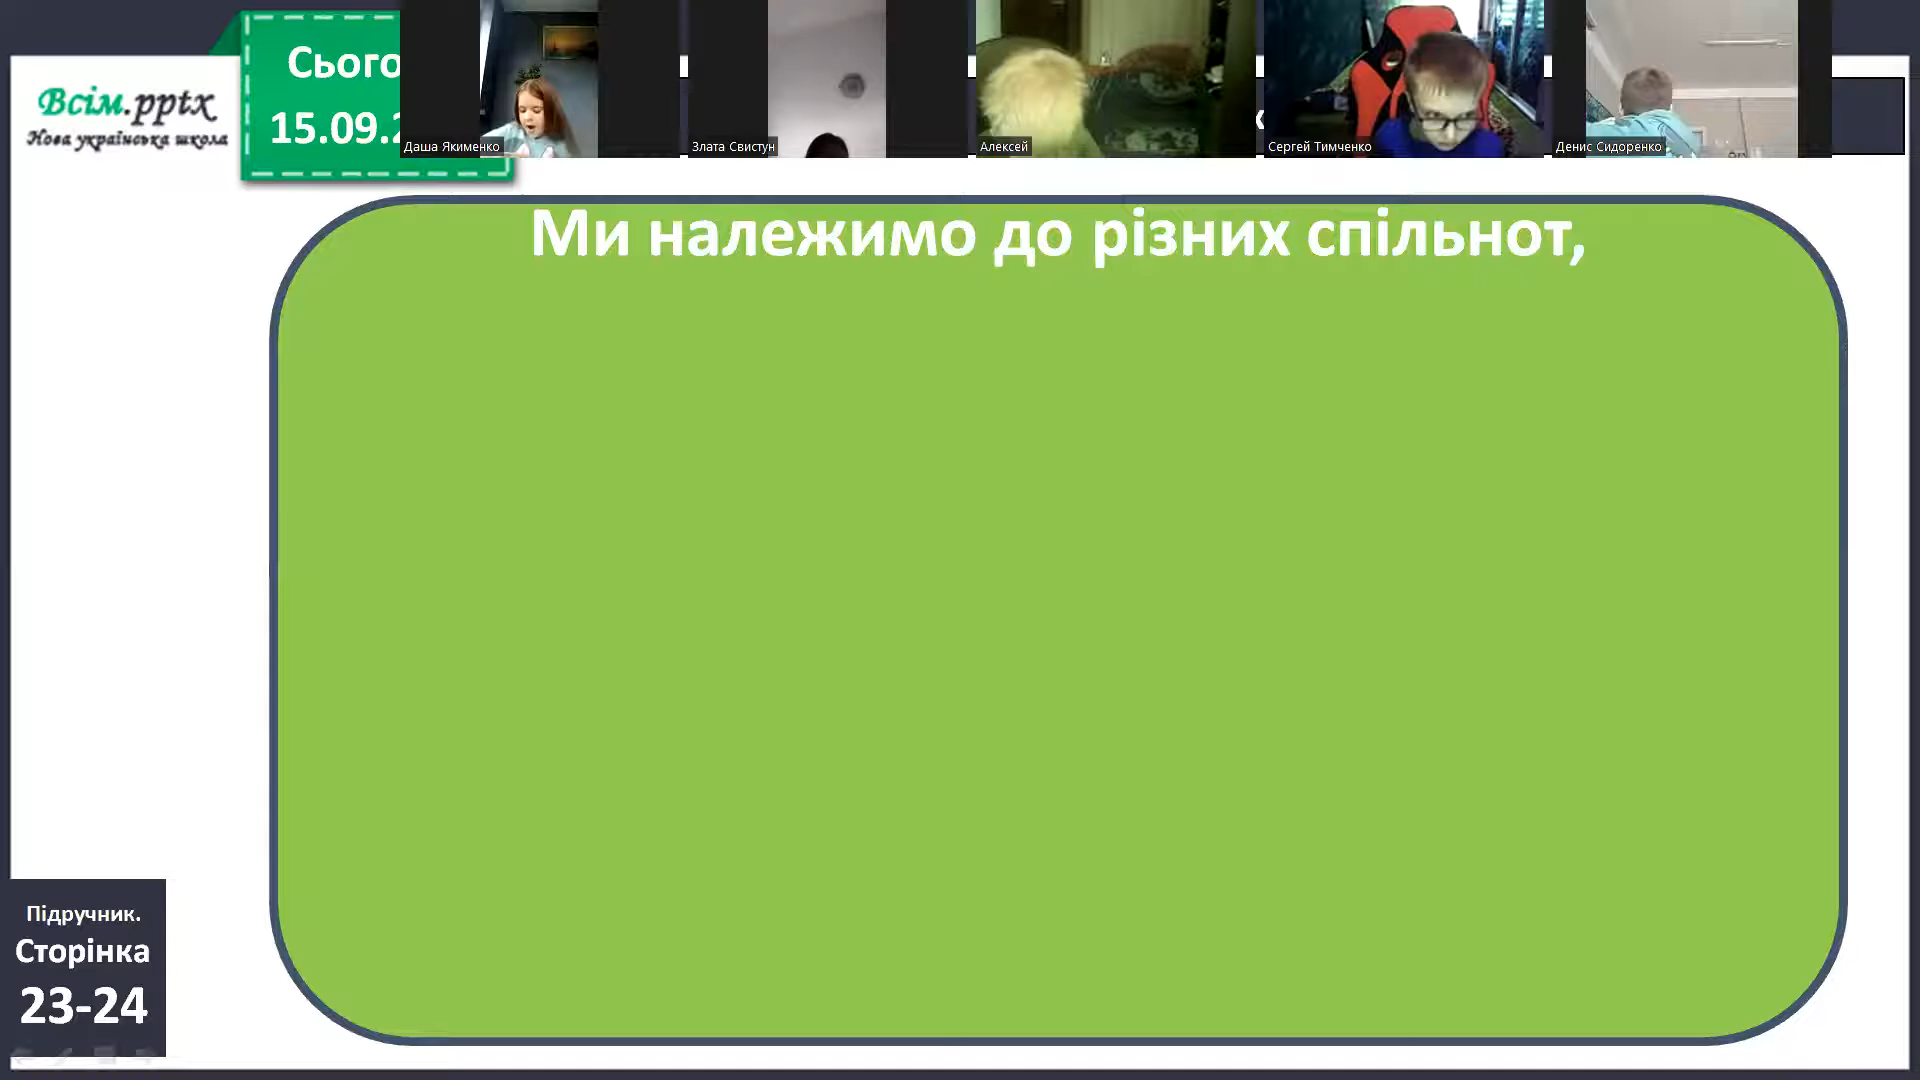 Всім.pptx
Нова українська школа
Сього
15.09.2
Даша Якименко
Злата Свистун
Алексей
Сергей Тимченко
Денис Сидоренко
Ми належимо до різних спільнот,
Підручник.
Сторінка
23-24